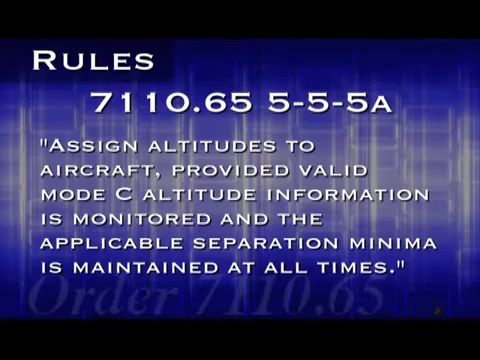 RULES
7110.65 5-5-5A
"ASSIGN ALTITUDES TO
AIRCRAFT, PROVIDED VALID
MODE C ALTITUDE INFORMATION
IS MONITORED AND THE
APPLICABLE SEPARATION MINIMA
IS MAINTAINED AT ALL TIMES."
Order 7110.65